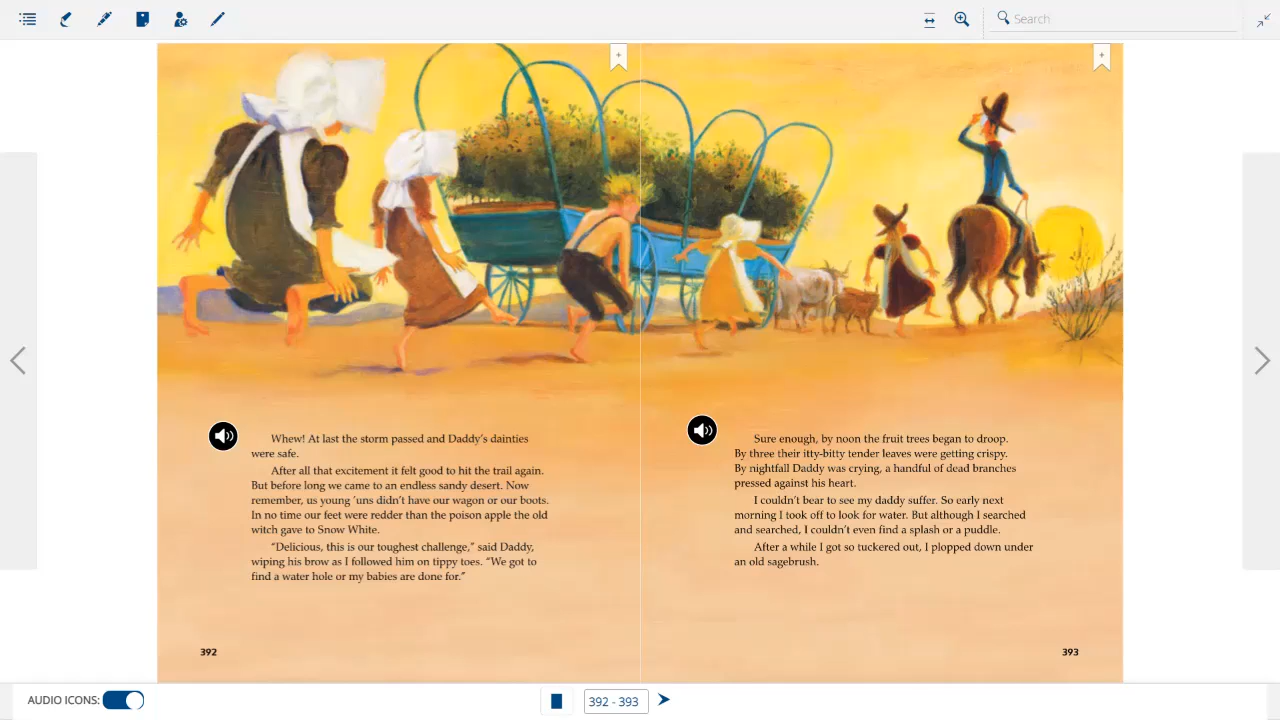 Search
Whew! At last the storm passed and Daddy's dainties
were safe.
After all that excitement it felt good to hit the trail again.
But before long we came to an endless sandy desert. Now
remember, us young 'uns didn't have our wagon or our boots.
In no time our feet were redder than the poison apple the old
witch gave to Snow White.
“Delicious, this is our toughest challenge,” said Daddy,
wiping his brow as I followed him on tippy toes. “We got to
find a water hole or my babies are done for.”
392
Sure enough, by noon the fruit trees began to droop.
By three their itty-bitty tender leaves were getting crispy.
By nightfall Daddy was crying, a handful of dead branches
pressed against his heart.
I couldn't bear to see my daddy suffer. So early next
morning I took off to look for water. But although I searched
and searched, I couldn't even find a splash or a puddle.
After a while I got so tuckered out, I plopped down under
an old sagebrush.
393
AUDIO ICONS:
392 - 393